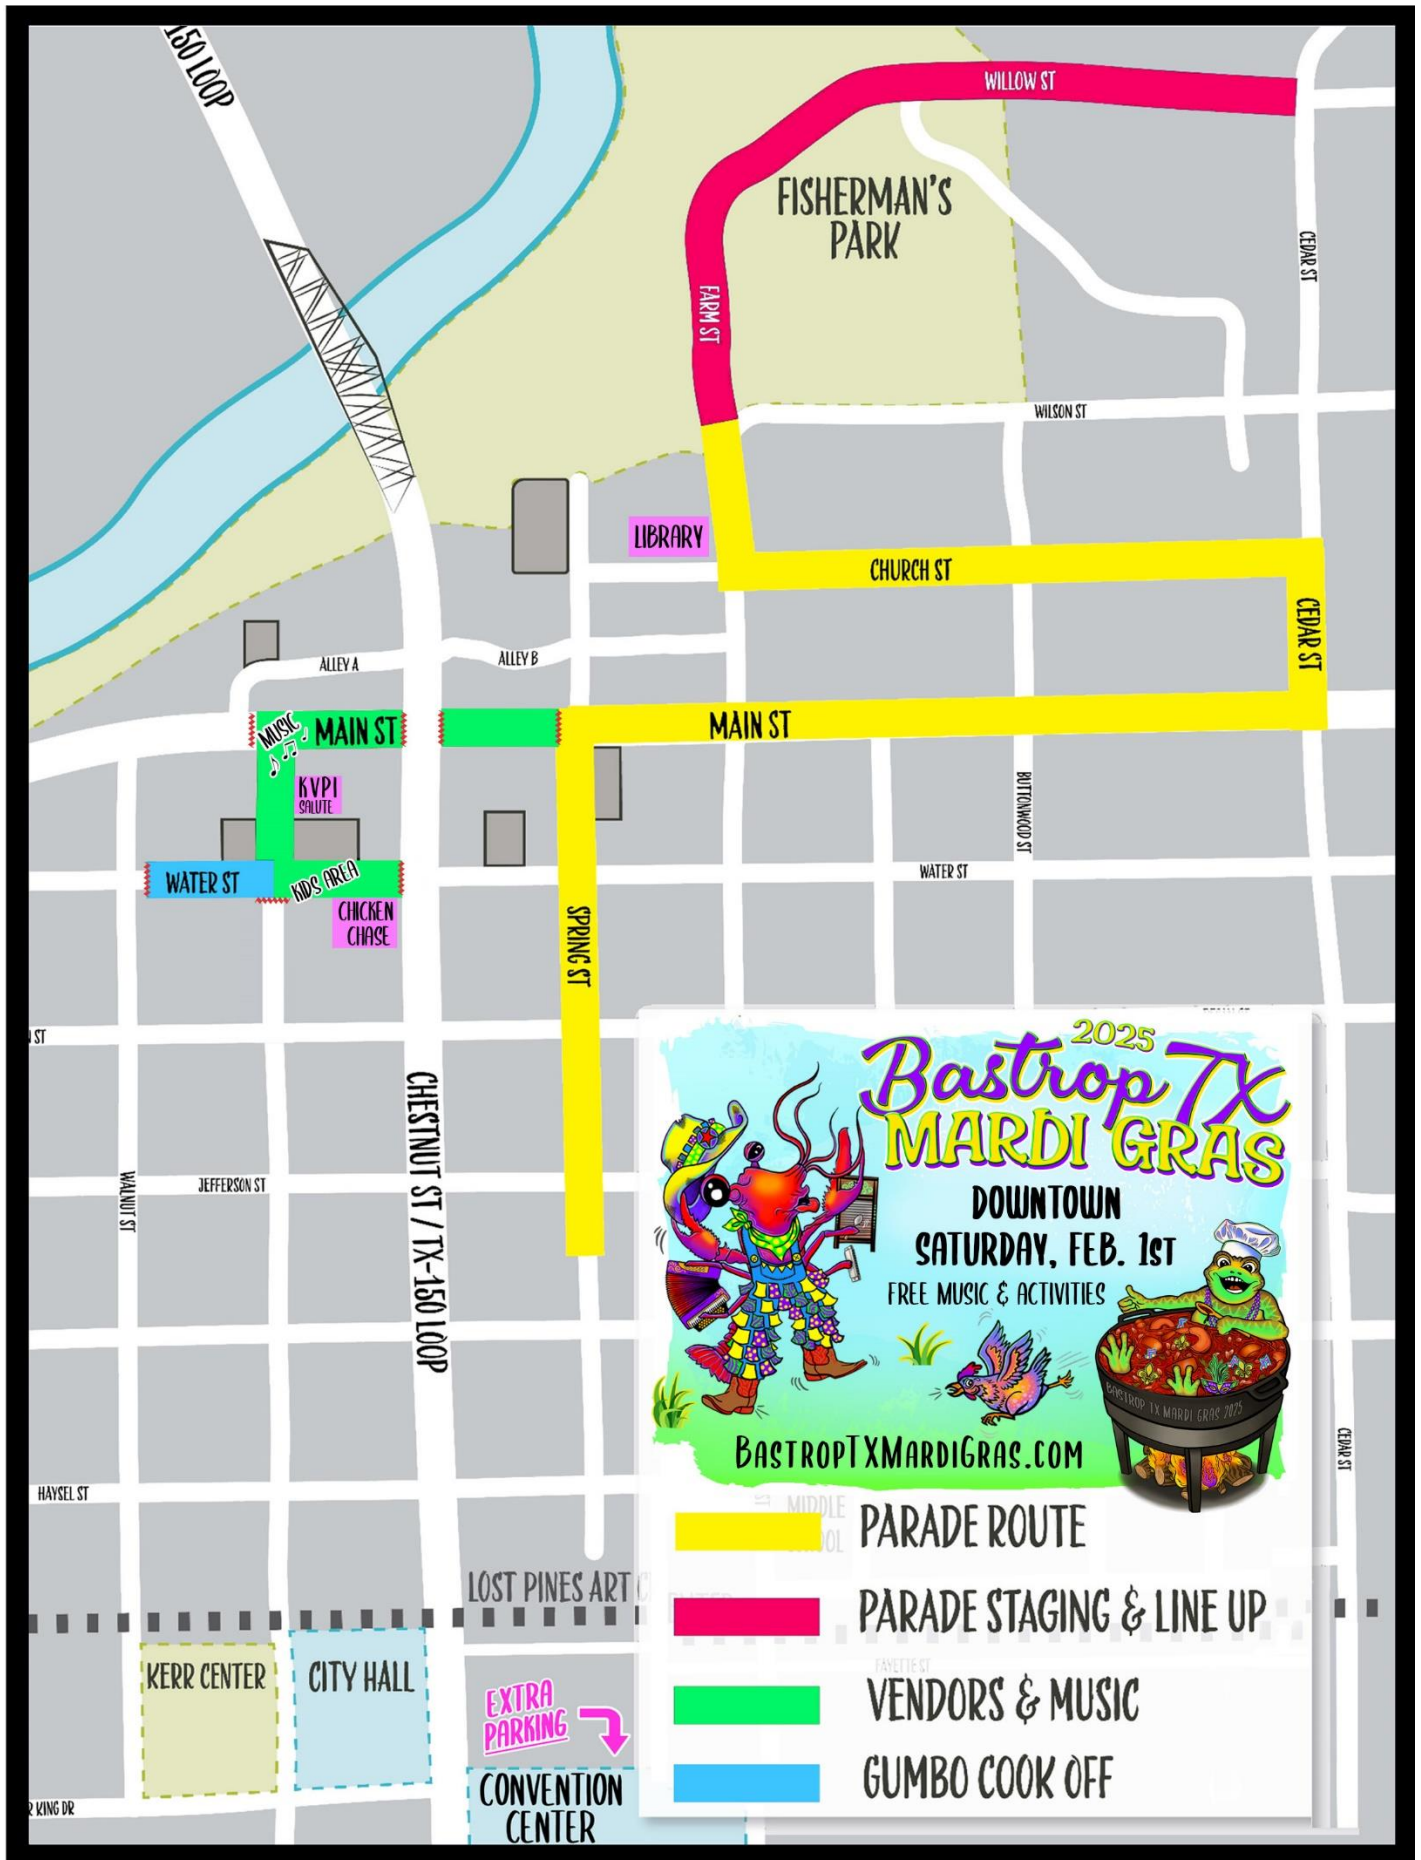 150 LOOP
WILLOW ST
FISHERMAN'S
PARK
CEDAR ST
FARM ST
WILSON ST
LIBRARY
CHURCH ST
CEDAR ST
ALLEY A
ALLEY B
MUSIC
MAIN ST
MAIN ST
KVPI
SALUTE
BUTTONWOOD ST
WATER ST
KIDS AREA
WATER ST
CHICKEN
CHASE
SPRING ST
ST
CHESTNUT ST / TX-150 LOOP
WALNUT ST
JEFFERSON ST
2025
Bastrop TX
MARDI GRAS
DOWNTOWN
SATURDAY, FEB. 1ST
FREE MUSIC & ACTIVITIES
BASTROP TX MARDI GRAS 2025
BASTROPTXMARDIGRAS.COM
CEDAR ST
HAYSEL ST
MIDDLE
PARADE ROUTE
LOST PINES ART CENTER
PARADE STAGING & LINE UP
KERR CENTER
CITY HALL
FAYETTE ST
EXTRA
PARKING
VENDORS & MUSIC
CONVENTION
CENTER
GUMBO COOK OFF
KING DR